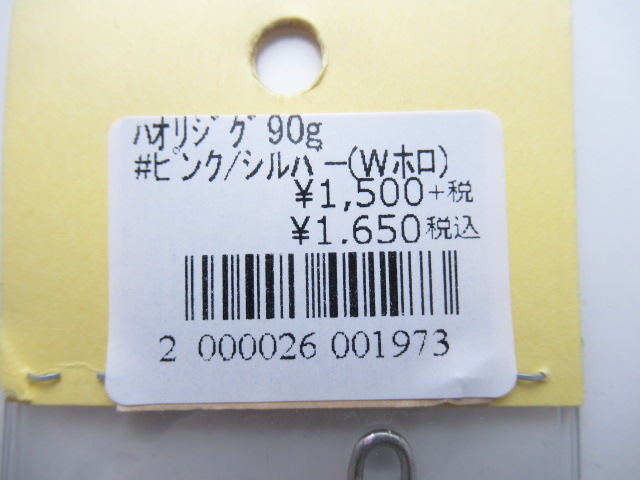 ﾊｵﾘｼﾞｸﾞ 90g
#ﾋﾟﾝｸ/ｼﾙﾊﾞｰ(Wﾎﾛ)
¥1,500+税
¥1.650税込
2 000026 001973